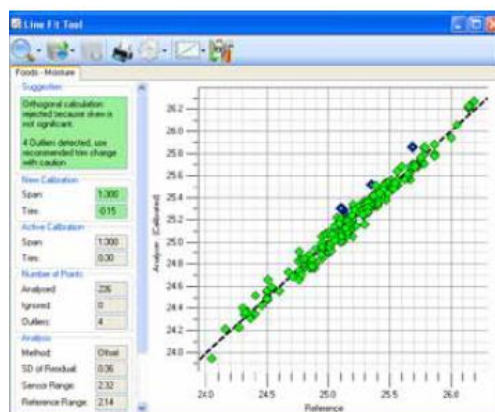 Line Fit Tool
Foods - Moisture
Suggestion
Orthogonal calculation
rejected because skew is
not significant.
4 Outliers detected, use
recommended trim change
with caution
New Calibration
Span: 1.300
Trim: -0.15
Active Calibration
Span: 1.300
Trim: 0.30
Number of Points
Analysed: 226
Ignored: 0
Outliers: 4
Analysis
Method: Offset
SD of Residual: 0.36
Sensor Range: 2.32
Reference Range: 2.14
26.2
26.0
25.8
25.6
25.4
25.2
25.0
24.8
24.6
24.4
24.2
24.0
Analyser (Calibrated)
24.0 24.5 25.0 25.5 26.0
Reference